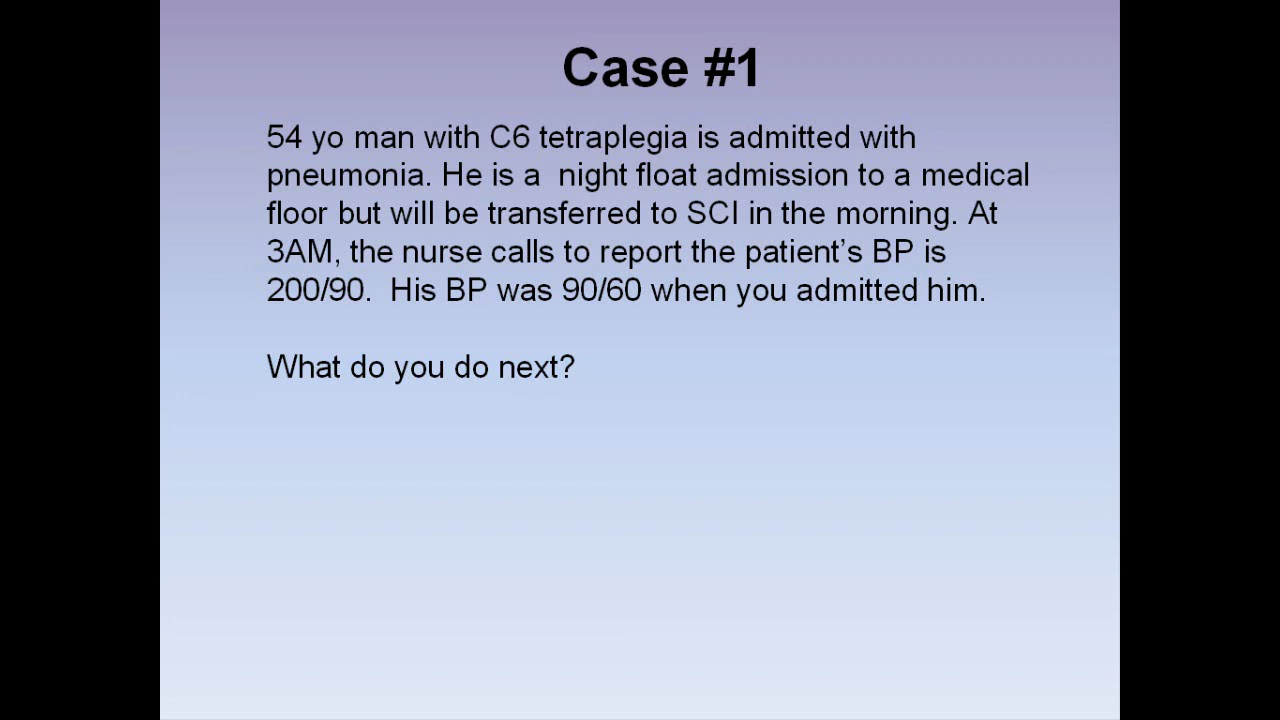 Case #1
54 yo man with C6 tetraplegia is admitted with
pneumonia. He is a  night float admission to a medical
floor but will be transferred to SCI in the morning. At
3AM, the nurse calls to report the patient’s BP is
200/90.  His BP was 90/60 when you admitted him.
What do you do next?